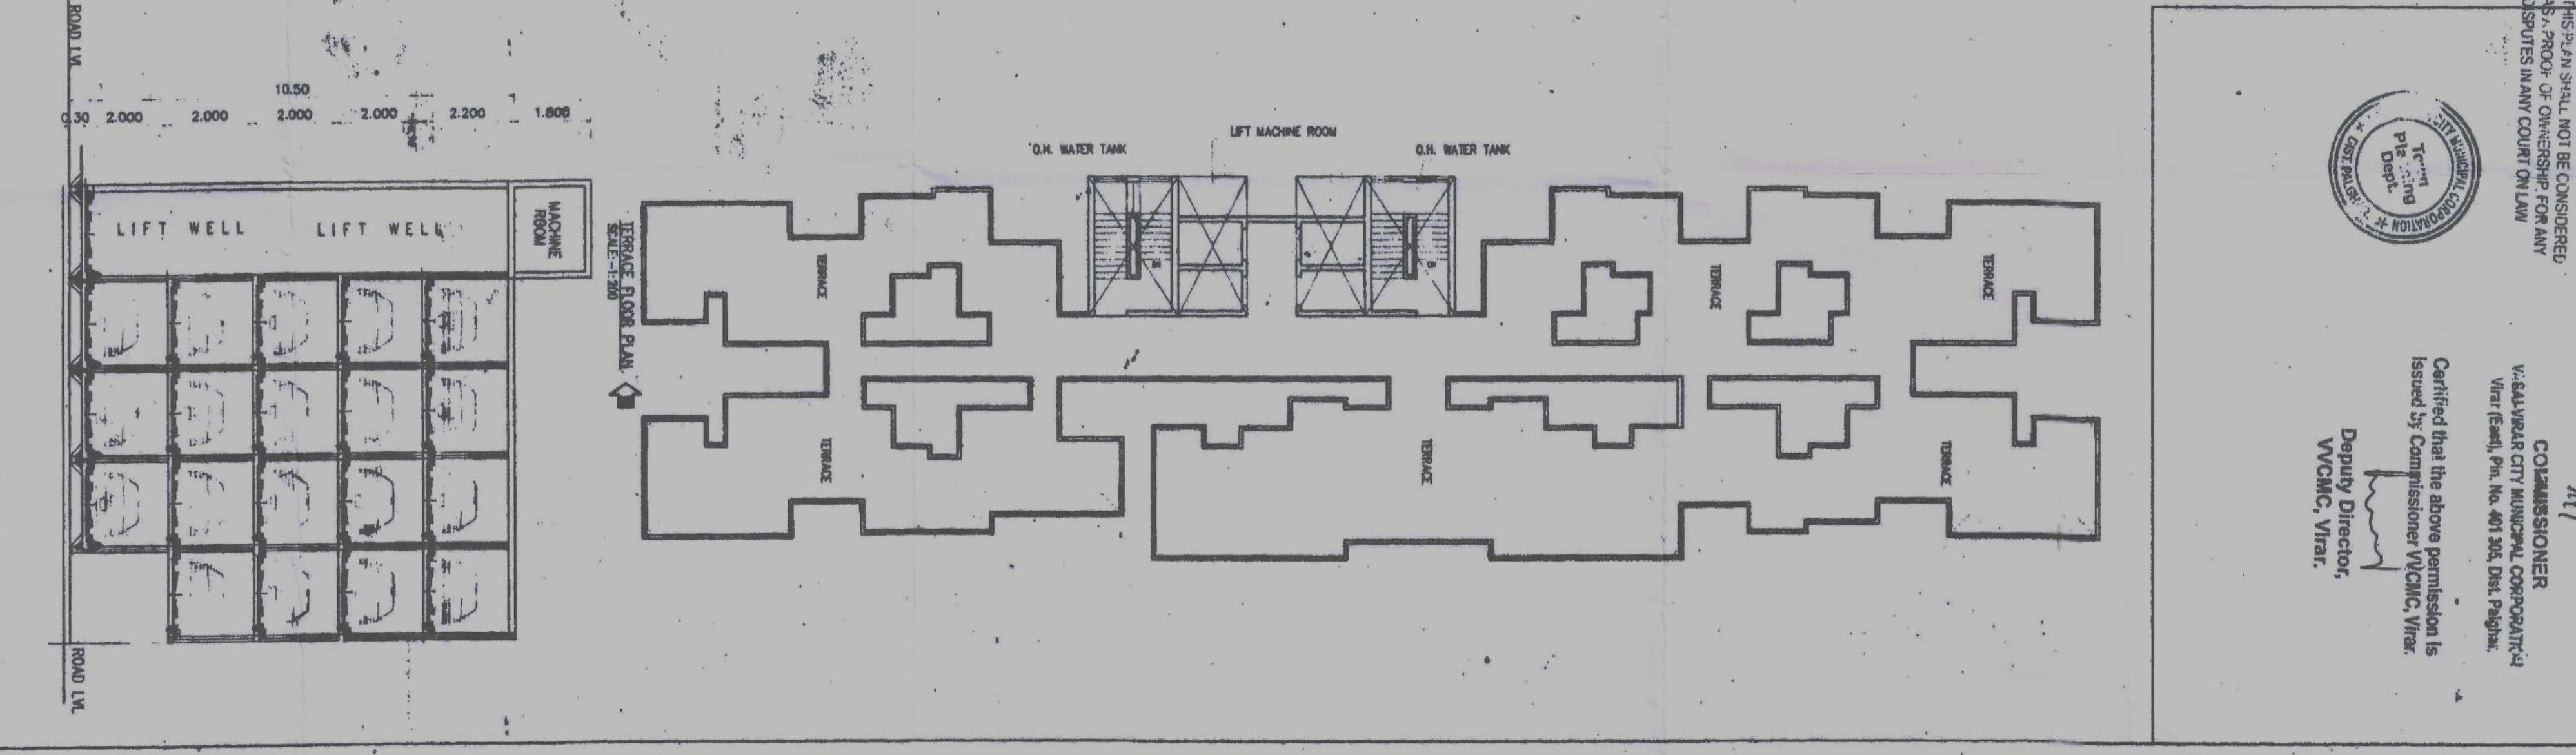 ROAD LVL
10.50
0.30 2.000 2.000 2.000 2.000 2.200 1.800
LIFT WELL LIFT WELL
MACHINE
ROOM
ROAD LVL
TERRACE FLOOR PLAN
SCALE:-1:200
O.H. WATER TANK
LIFT MACHINE ROOM
O.H. WATER TANK
TERRACE
TERRACE
TERRACE
TERRACE
TERRACE
TERRACE
THIS PLAN SHALL NOT BE CONSIDERED
AS A PROOF OF OWNERSHIP, FOR ANY
DISPUTES IN ANY COURT ON LAW
CITY MUNICIPAL CORPORATION
Town
Planning
Dept.
COMMISSIONER
VASAI VIRAR CITY MUNICIPAL CORPORATION
Virar (East), Pin. No. 401 305, Dist. Palghar.
Certified that the above permission is
issued by Commissioner VVCMC, Virar.
Deputy Director,
VVCMC, Virar.